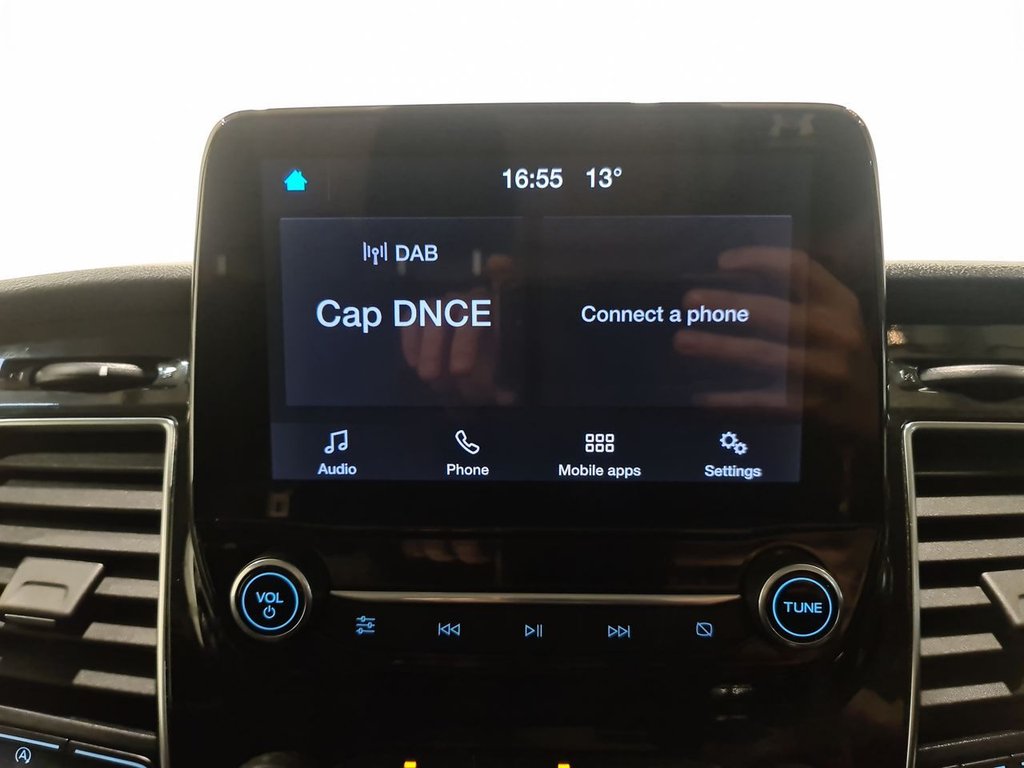 16:55 13°
DAB
Cap DNCE
Connect a phone
Audio Phone Mobile apps Settings
VOL
TUNE
A